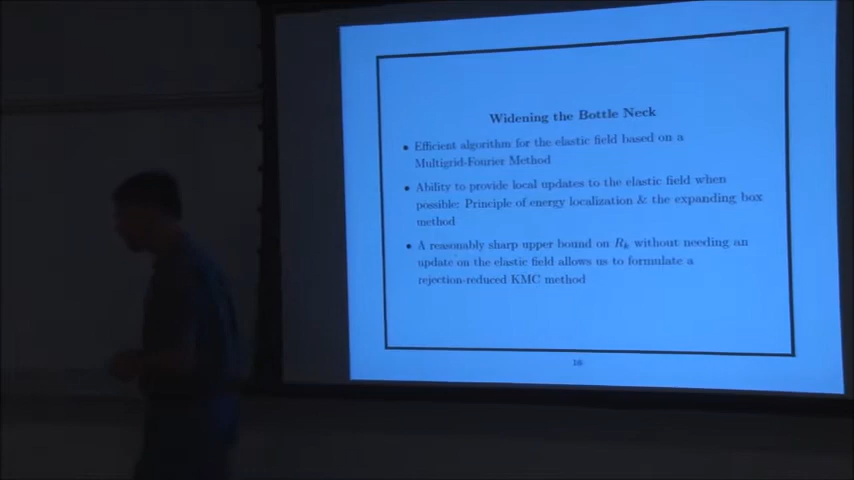 Widening the Bottle Neck
• Efficient algorithm for the elastic field based on a
Multigrid-Fourier Method
• Ability to provide local updates to the elastic field when
possible: Principle of energy localization & the expanding box
method
• A reasonably sharp upper bound on Rk without needing an
update on the elastic field allows us to formulate a
rejection-reduced KMC method
16